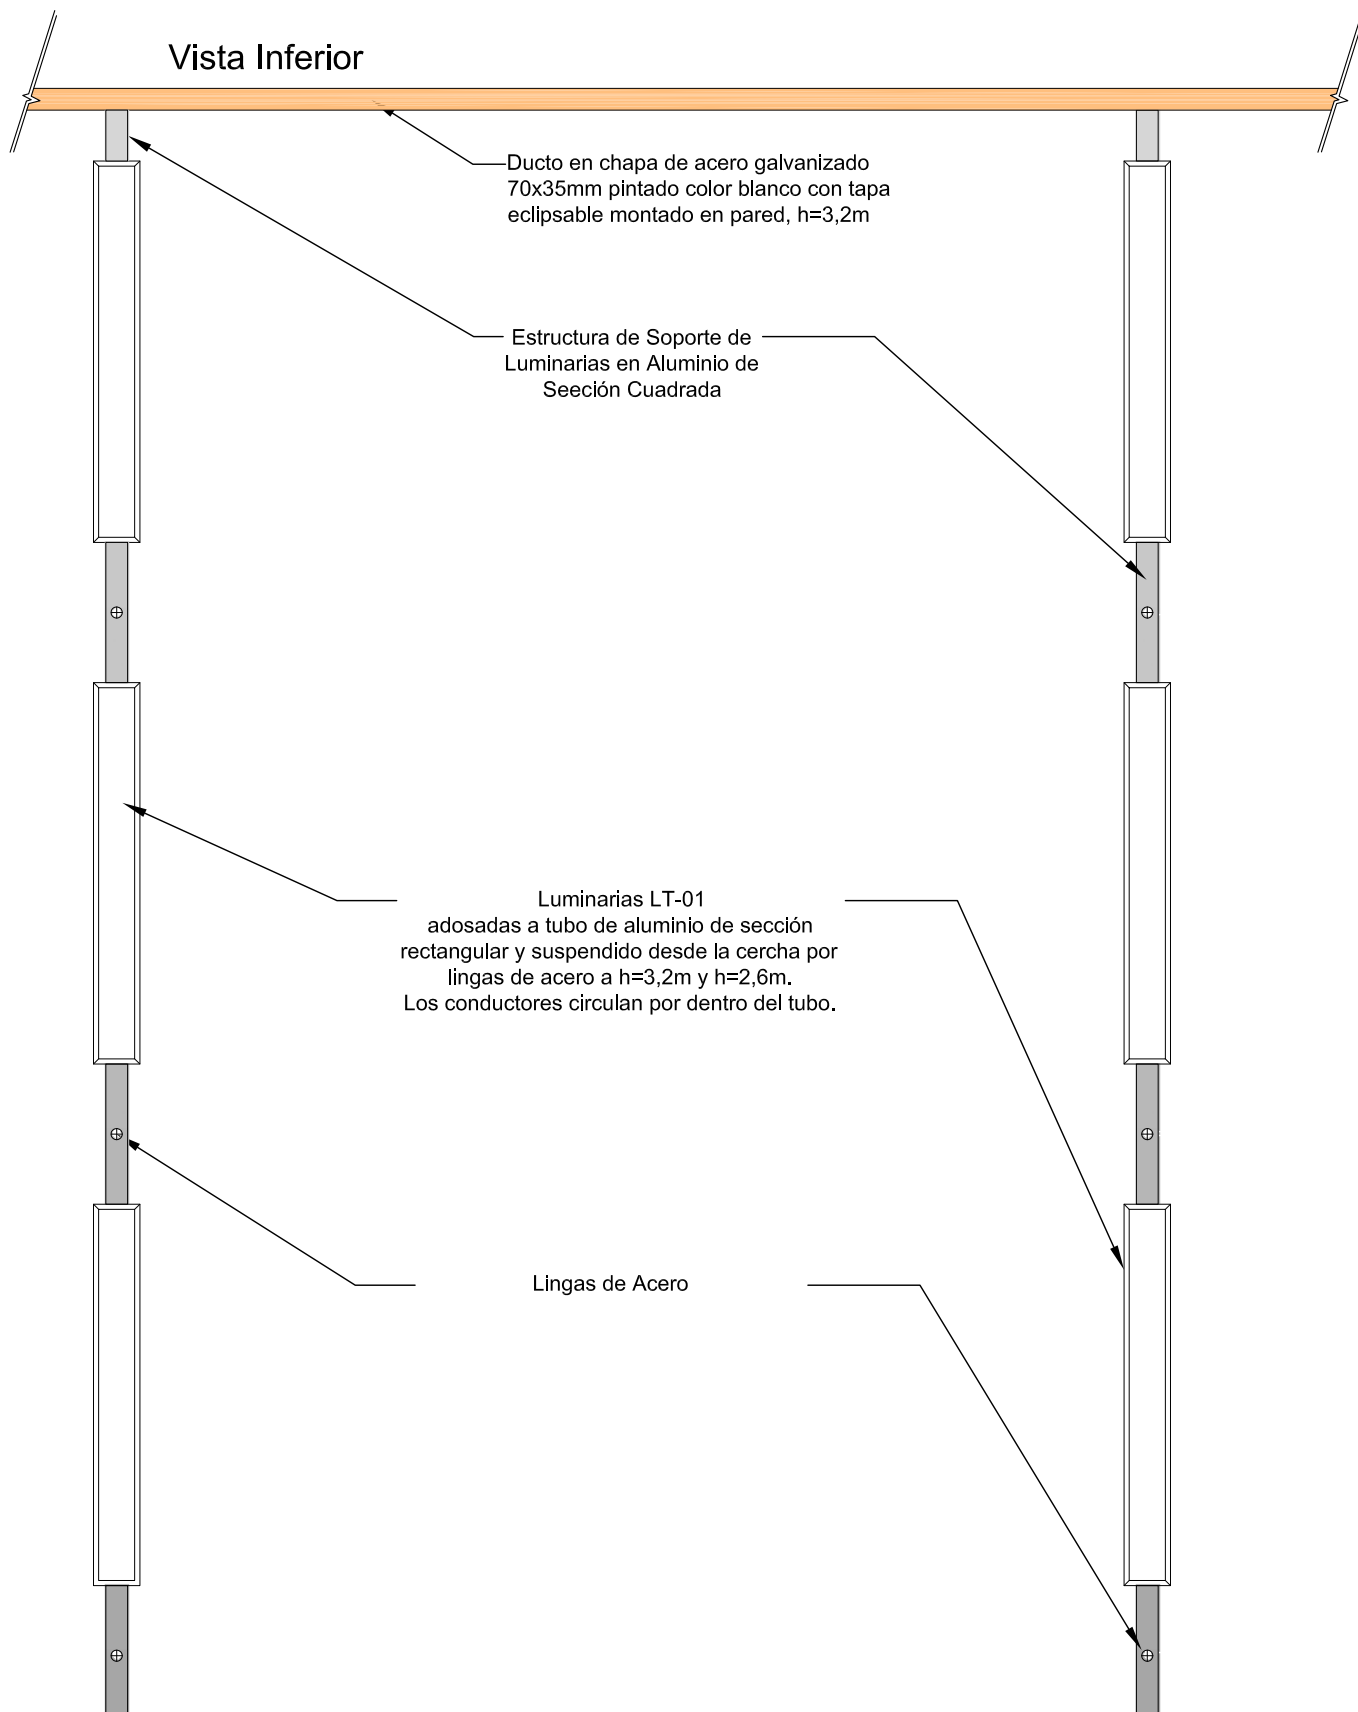 Vista Inferior
Ducto en chapa de acero galvanizado
70x35mm pintado color blanco con tapa
eclipsable montado en pared, h=3,2m
Estructura de Soporte de
Luminarias en Aluminio de
Seeción Cuadrada
Luminarias LT-01
adosadas a tubo de aluminio de sección
rectangular y suspendido desde la cercha por
lingas de acero a h=3,2m y h=2,6m.
Los conductores circulan por dentro del tubo.
Lingas de Acero